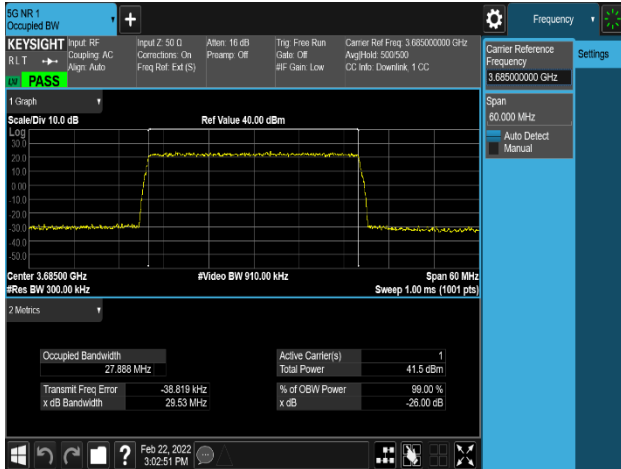 5G NR 1
Occupied BW
Frequency
KEYSIGHT
RLT
Input: RF
Coupling: AC
Align: Auto
Input Z: 50 Ω
Corrections: On
Freq Ref: Ext (S)
Atten: 16 dB
Preamp: Off
Trig: Free Run
Gate: Off
#IF Gain: Low
Carrier Ref Freq: 3.685000000 GHz
Avg|Hold: 500/500
CC Info: Downlink, 1 CC
PASS
Carrier Reference
Frequency
3.685000000 GHz
Settings
Span
60.000 MHz
Auto Detect
Manual
1 Graph
Scale/Div 10.0 dB
Ref Value 40.00 dBm
Log
30.0
20.0
10.0
0.00
-10.0
-20.0
-30.0
-40.0
-50.0
Center 3.68500 GHz
#Video BW 910.00 kHz
Span 60 MHz
#Res BW 300.00 kHz
Sweep 1.00 ms (1001 pts)
2 Metrics
Occupied Bandwidth
27.888 MHz
Active Carrier(s) 1
Total Power 41.5 dBm
Transmit Freq Error -38.819 kHz
% of OBW Power 99.00 %
x dB Bandwidth 29.53 MHz
x dB -26.00 dB
Feb 22, 2022
3:02:51 PM